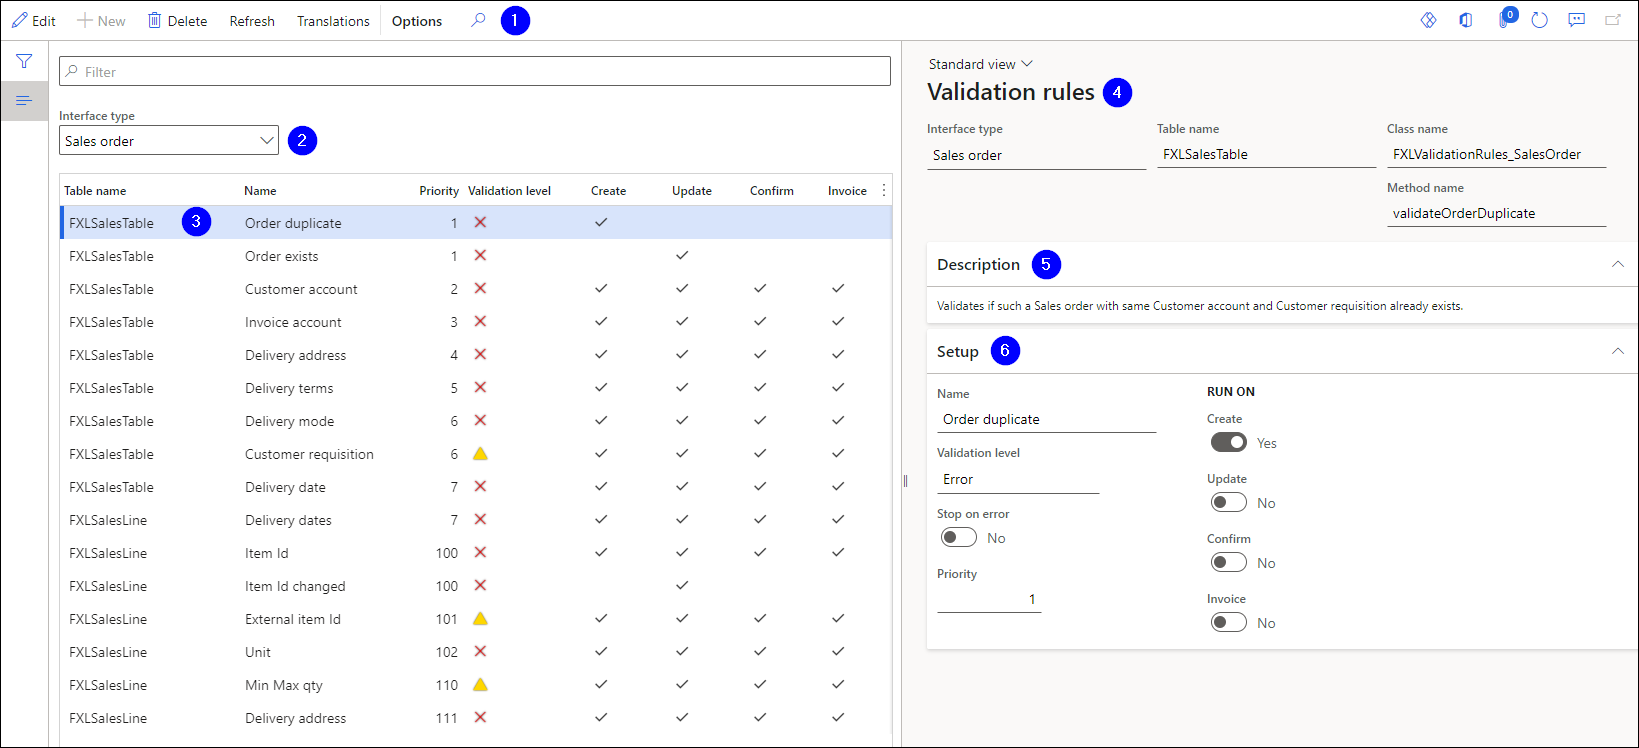 Edit New Delete Refresh Translations Options 1 0
Filter
Interface type
Sales order 2
Table name Name Priority Validation level Create Update Confirm Invoice
FXLSalesTable 3 Order duplicate 1
FXLSalesTable Order exists 1
FXLSalesTable Customer account 2
FXLSalesTable Invoice account 3
FXLSalesTable Delivery address 4
FXLSalesTable Delivery terms 5
FXLSalesTable Delivery mode 6
FXLSalesTable Customer requisition 6
FXLSalesTable Delivery date 7
FXLSalesLine Delivery dates 7
FXLSalesLine Item Id 100
FXLSalesLine Item Id changed 100
FXLSalesLine External item Id 101
FXLSalesLine Unit 102
FXLSalesLine Min Max qty 110
FXLSalesLine Delivery address 111
Standard view
Validation rules 4
Interface type Table name Class name
Sales order FXLSalesTable FXLValidationRules_SalesOrder
Method name
validateOrderDuplicate
Description 5
Validates if such a Sales order with same Customer account and Customer requisition already exists.
Setup 6
Name
Order duplicate
Validation level
Error
Stop on error
No
Priority
1
RUN ON
Create
Yes
Update
No
Confirm
No
Invoice
No